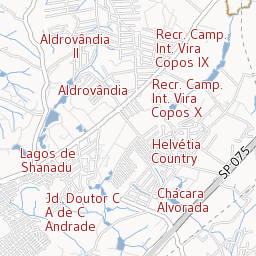 Aldrovândia
II
Recr. Camp.
Int. Vira
Copos IX
Aldrovândia
Recr. Camp.
Int. Vira
Copos X
Lagos de
Shanadu
Helvétia
Country
SP 075
Jd. Doutor C
A de C
Andrade
Chácara
Alvorada